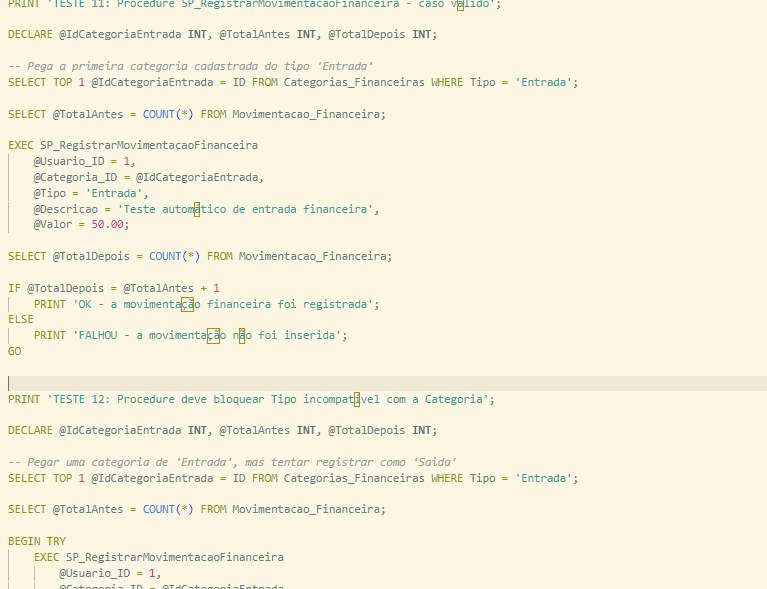 PRINT 'TESTE 11: Procedure SP_RegistrarMovimentacaoFinanceira - caso válido';
DECLARE @IdCategoriaEntrada INT, @TotalAntes INT, @TotalDepois INT;
-- Pega a primeira categoria cadastrada do tipo 'Entrada'
SELECT TOP 1 @IdCategoriaEntrada = ID FROM Categorias_Financeiras WHERE Tipo = 'Entrada';
SELECT @TotalAntes = COUNT(*) FROM Movimentacao_Financeira;
EXEC SP_RegistrarMovimentacaoFinanceira
@Usuario_ID = 1,
@Categoria_ID = @IdCategoriaEntrada,
@Tipo = 'Entrada',
@Descricao = 'Teste automático de entrada financeira',
@Valor = 50.00;
SELECT @TotalDepois = COUNT(*) FROM Movimentacao_Financeira;
IF @TotalDepois = @TotalAntes + 1
PRINT 'OK - a movimentação financeira foi registrada';
ELSE
PRINT 'FALHOU - a movimentação não foi inserida';
GO
PRINT 'TESTE 12: Procedure deve bloquear Tipo incompatível com a Categoria';
DECLARE @IdCategoriaEntrada INT, @TotalAntes INT, @TotalDepois INT;
-- Pegar uma categoria de 'Entrada', mas tentar registrar como 'Saida'
SELECT TOP 1 @IdCategoriaEntrada = ID FROM Categorias_Financeiras WHERE Tipo = 'Entrada';
SELECT @TotalAntes = COUNT(*) FROM Movimentacao_Financeira;
BEGIN TRY
EXEC SP_RegistrarMovimentacaoFinanceira
@Usuario_ID = 1,
@Categoria_ID = @IdCategoriaEntrada